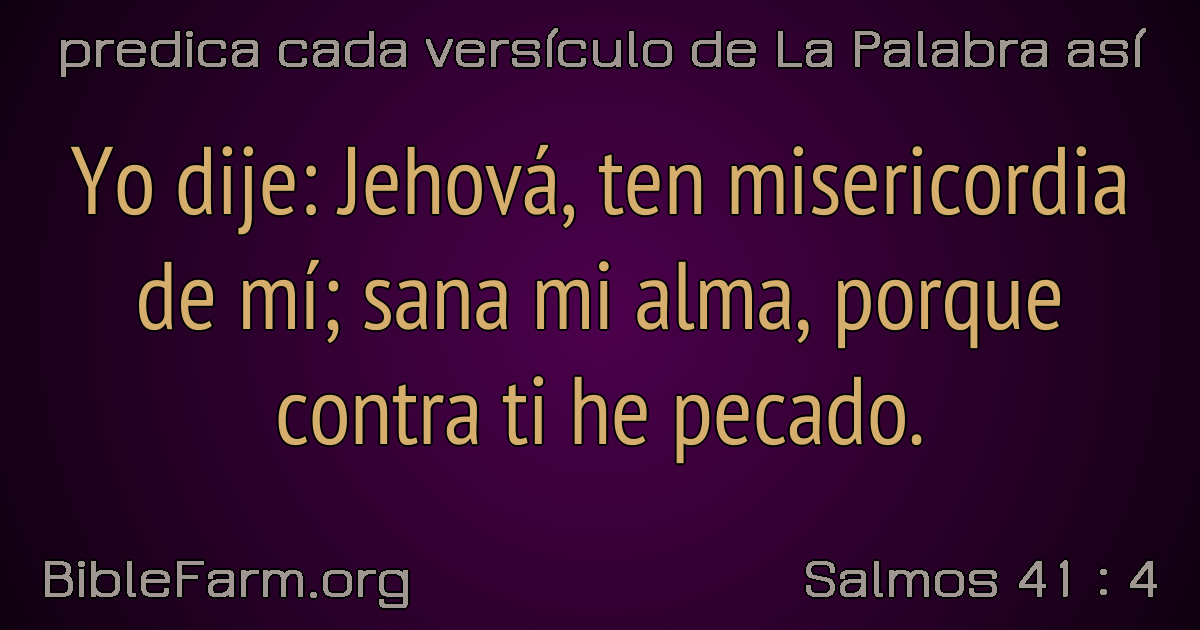 predica cada versículo de La Palabra así
Yo dije: Jehová, ten misericordia
de mí; sana mi alma, porque
contra ti he pecado.
BibleFarm.org
Salmos 41 : 4